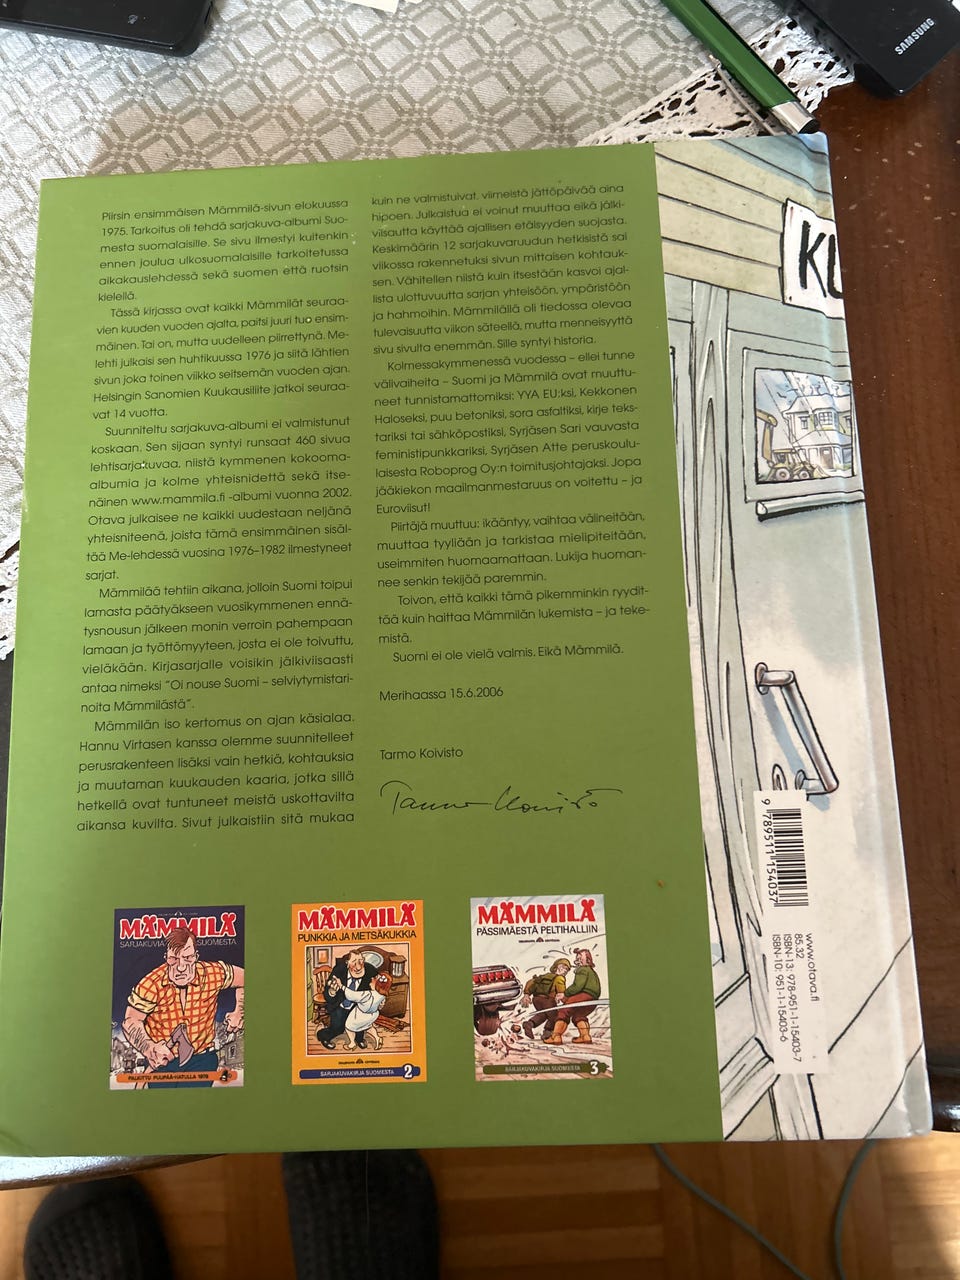 SAMSUNG
Piirsin ensimmäisen Mämmilä-sivun elokuussa
1975. Tarkoitus oli tehdä sarjakuva-albumi Suo-
mesta suomalaisille. Se sivu ilmestyi kuitenkin
ennen joulua ulkosuomalaisille tarkoitetussa
aikakauslehdessä sekä suomen että ruotsin
kielellä.
Tässä kirjassa ovat kaikki Mämmilät seuraa-
vien kuuden vuoden ajalta, paitsi juuri tuo ensim-
mäinen. Tai on, mutta uudelleen piirrettynä. Me-
lehti julkaisi sen huhtikuussa 1976 ja siitä lähtien
sivun joka toinen viikko seitsemän vuoden ajan.
Helsingin Sanomien Kuukausiliite jatkoi seuraa-
vat 14 vuotta.
Suunniteltu sarjakuva-albumi ei valmistunut
koskaan. Sen sijaan syntyi runsaat 460 sivua
lehtisarjakuvaa, niistä kymmenen kokooma-
albumia ja kolme yhteisnidettä sekä itse-
näinen www.mammila.fi -albumi vuonna 2002.
Otava julkaisee ne kaikki uudestaan neljänä
yhteisniteenä, joista tämä ensimmäinen sisäl-
tää Me-lehdessä vuosina 1976–1982 ilmestyneet
sarjat.
Mämmilää tehtiin aikana, jolloin Suomi toipui
lamasta päätyäkseen vuosikymmenen ennä-
tysnousun jälkeen monin verroin pahempaan
lamaan ja työttömyyteen, josta ei ole toivuttu,
vieläkään. Kirjasarjalle voisikin jälkiviisaasti
antaa nimeksi "Oi nouse Suomi – selviytymistari-
noita Mämmilästä".
Mämmilän iso kertomus on ajan käsialaa.
Hannu Virtasen kanssa olemme suunnitelleet
perusrakenteen lisäksi vain hetkiä, kohtauksia
ja muutaman kuukauden kaaria, jotka sillä
hetkellä ovat tuntuneet meistä uskottavilta
aikansa kuvilta. Sivut julkaistiin sitä mukaa
kuin ne valmistuivat, viimeistä jättöpäivää aina
hipoen. Julkaistua ei voinut muuttaa eikä jälki-
viisautta käyttää ajallisen etäisyyden suojasta.
Keskimäärin 12 sarjakuvaruudun hetkisistä sai
viikossa rakennetuksi sivun mittaisen kohtauk-
sen. Vähitellen niistä kuin itsestään kasvoi ajal-
lista ulottuvuutta sarjan yhteisöön, ympäristöön
ja hahmoihin. Mämmilällä oli tiedossa olevaa
tulevaisuutta viikon säteellä, mutta menneisyyttä
sivu sivulta enemmän. Sille syntyi historia.
Kolmessakymmenessä vuodessa – ellei tunne
välivaiheita – Suomi ja Mämmilä ovat muuttu-
neet tunnistamattomiksi: YYA EU:ksi, Kekkonen
Haloseksi, puu betoniksi, sora asfaltiksi, kirje teks-
tariksi tai sähköpostiksi, Syrjäsen Sari vauvasta
feministipunkkariksi, Syrjäsen Atte peruskoulu-
laisesta Roboprog Oy:n toimitusjohtajaksi. Jopa
jääkiekon maailmanmestaruus on voitettu – ja
Euroviisut!
Piirtäjä muuttuu: ikääntyy, vaihtaa välineitään,
muuttaa tyyliään ja tarkistaa mielipiteitään,
useimmiten huomaamattaan. Lukija huoman-
nee senkin tekijää paremmin.
Toivon, että kaikki tämä pikemminkin ryydit-
tää kuin haittaa Mämmilän lukemista – ja teke-
mistä.
Suomi ei ole vielä valmis. Eikä Mämmilä.
Merihaassa 15.6.2006
Tarmo Koivisto
Tarmo Koivisto
MÄMMILÄ
SARJAKUVIA SUOMESTA
PALKITTU PUUPÄÄ-HATULLA 1978
MÄMMILÄ
PUNKKIA JA METSÄKUKKIA
SARJAKUVAKIRJA SUOMESTA 2
MÄMMILÄ
PÄSSIMÄESTÄ PELTIHALLIIN
SARJAKUVAKIRJA SUOMESTA 3
KU
9 789511 154037
www.otava.fi
85.32
ISBN-13: 978-951-1-15403-7
ISBN-10: 951-1-15403-6